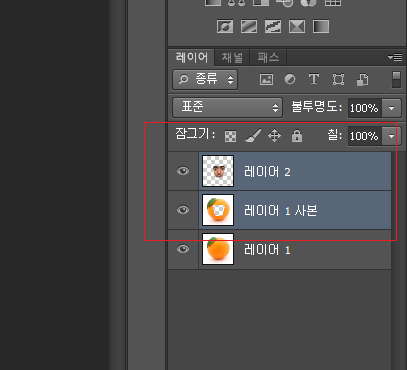 레이어 채널 패스
종류
표준 불투명도: 100%
잠그기: 칠: 100%
레이어 2
레이어 1 사본
레이어 1